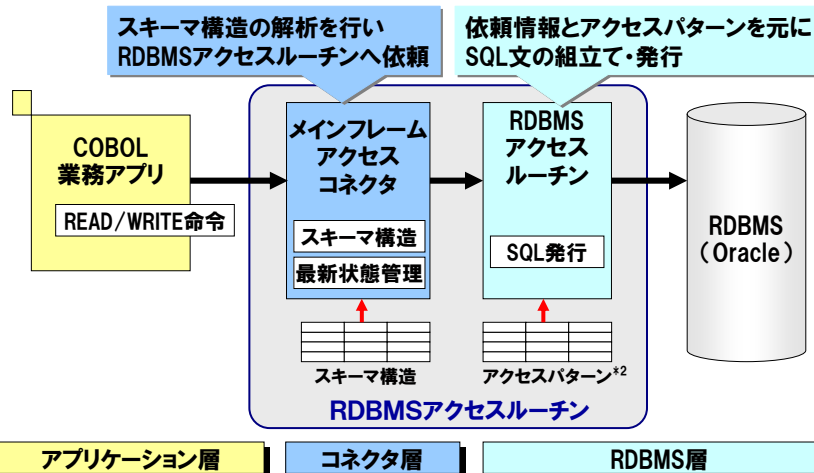 スキーマ構造の解析を行い
RDBMSアクセスルーチンへ依頼
依頼情報とアクセスパターンを元に
SQL文の組立て・発行
COBOL
業務アプリ
READ/WRITE命令
メインフレーム
アクセス
コネクタ
スキーマ構造
最新状態管理
RDBMS
アクセス
ルーチン
SQL発行
RDBMS
（Oracle）
スキーマ構造
アクセスパターン*2
RDBMSアクセスルーチン
アプリケーション層
コネクタ層
RDBMS層